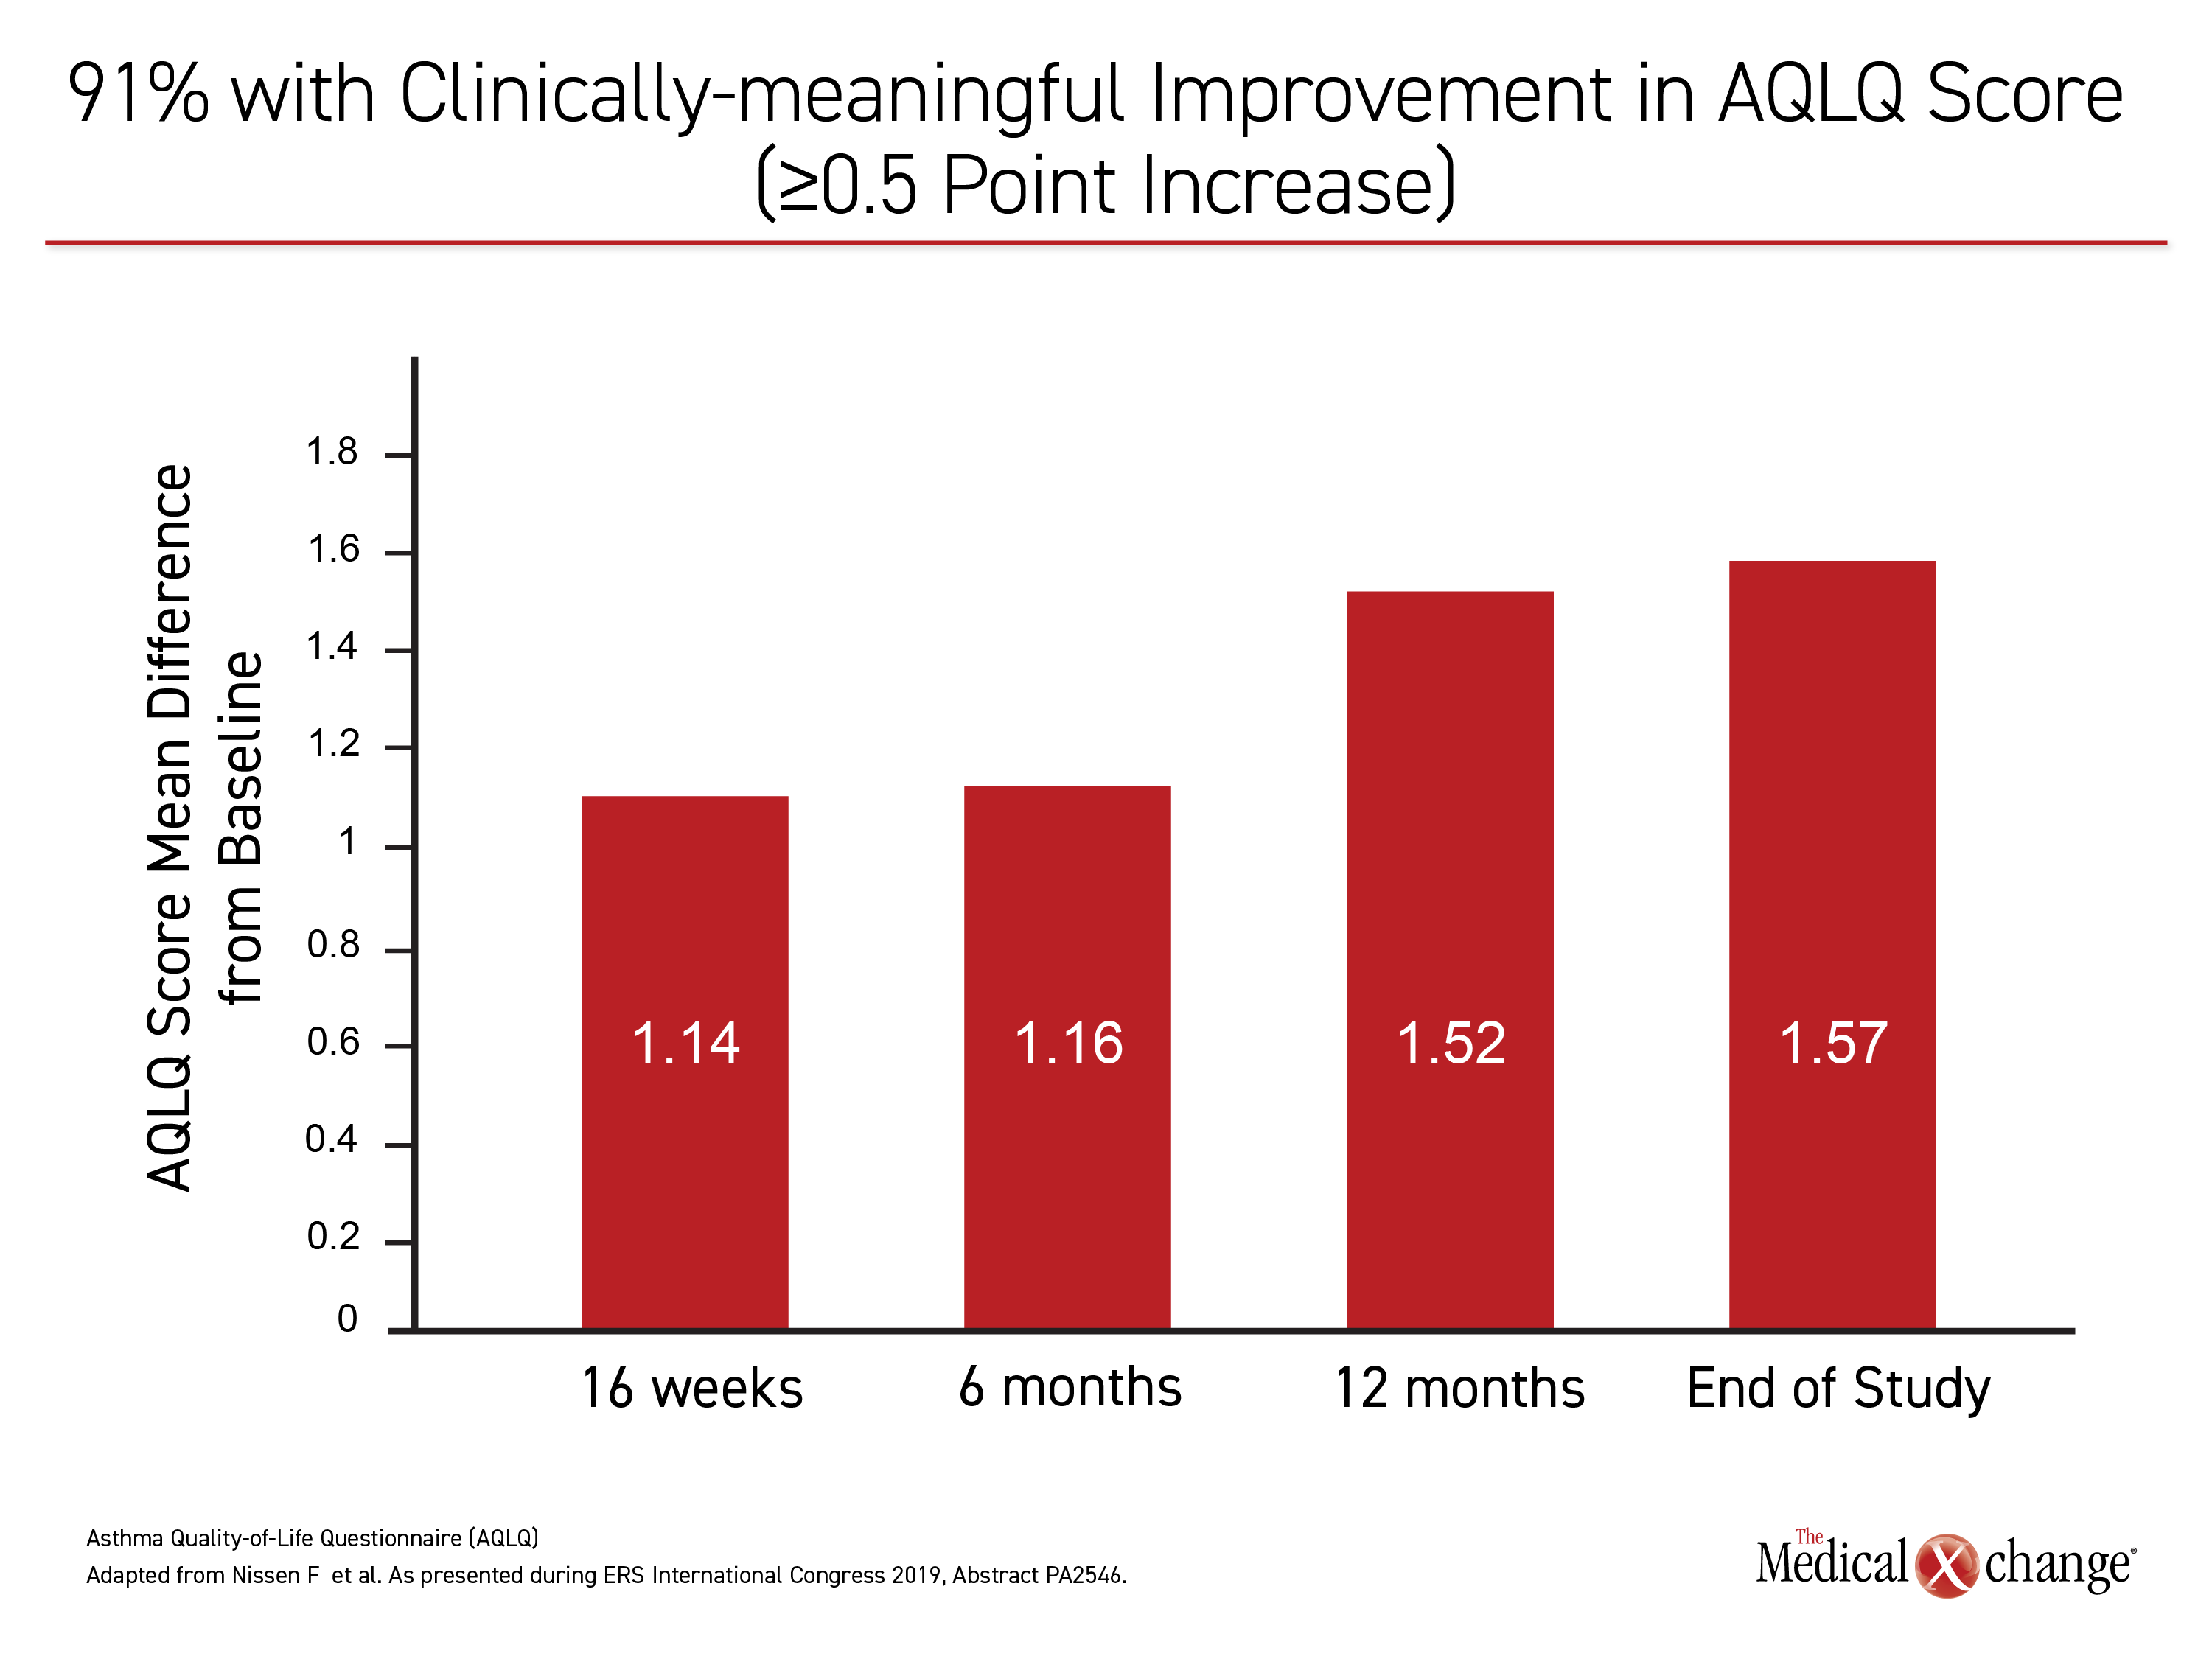 91% with Clinically-meaningful Improvement in AQLQ Score
(≥0.5 Point Increase)
AQLQ Score Mean Difference
from Baseline
1.8
1.6
1.4
1.2
1
0.8
0.6
0.4
0.2
0
1.14
1.16
1.52
1.57
16 weeks
6 months
12 months
End of Study
Asthma Quality-of-Life Questionnaire (AQLQ)
Adapted from Nissen F et al. As presented during ERS International Congress 2019, Abstract PA2546.
The
Medical X change®